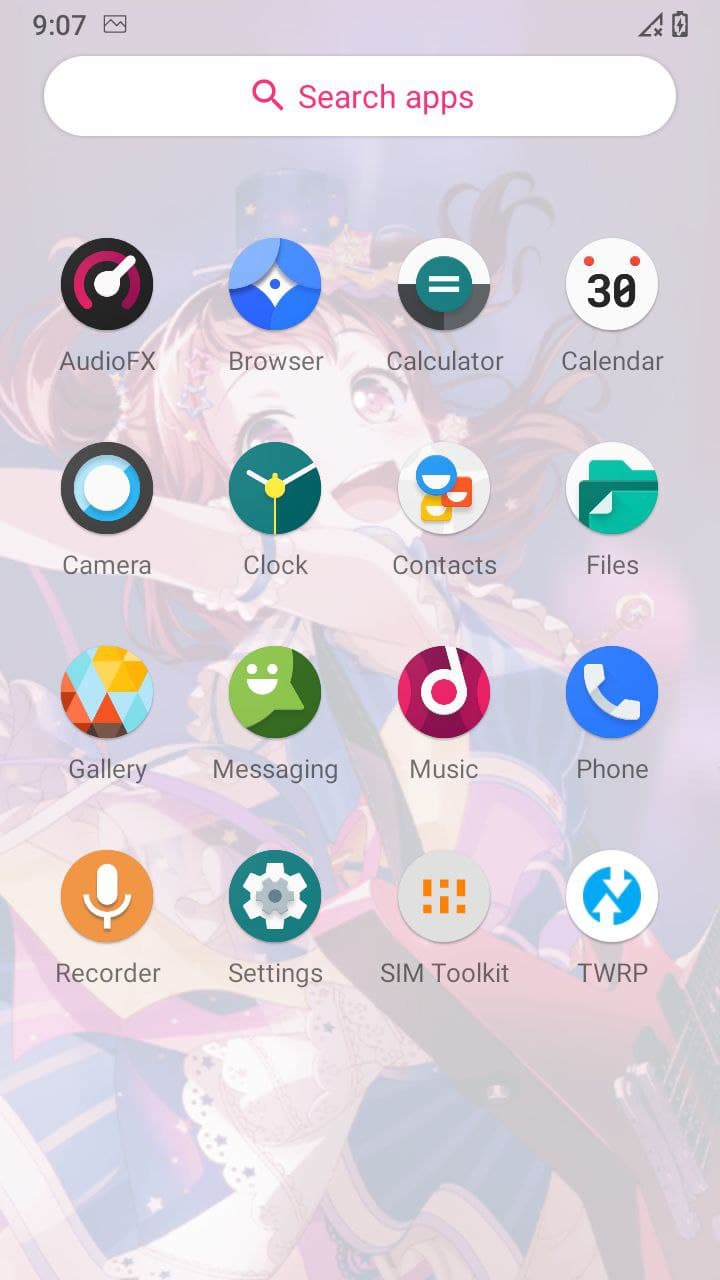 9:07
Search apps
AudioFX
Browser
Calculator
30
Calendar
Camera
Clock
Contacts
Files
Gallery
Messaging
Music
Phone
Recorder
Settings
SIM Toolkit
TWRP